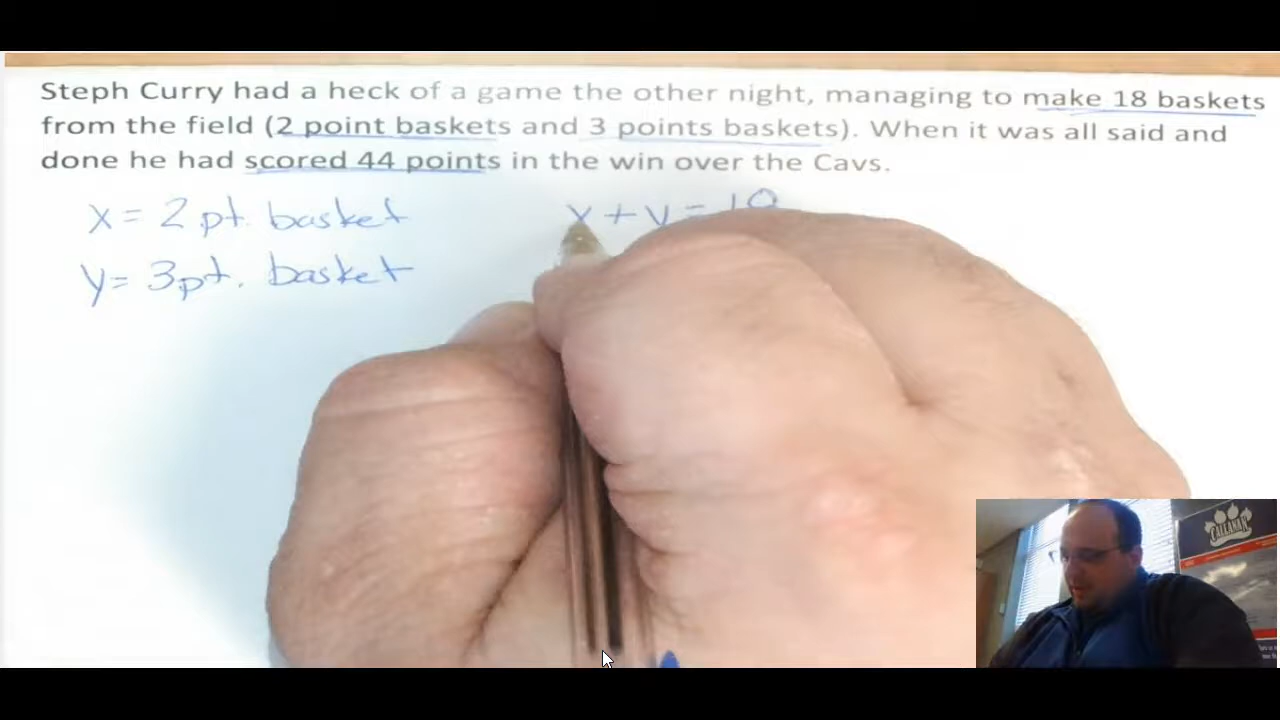 Steph Curry had a heck of a game the other night, managing to make 18 baskets
from the field (2 point baskets and 3 points baskets). When it was all said and
done he had scored 44 points in the win over the Cavs.
x = 2 pt. basket
x + y = 18
y = 3pt. basket
CALLANAN